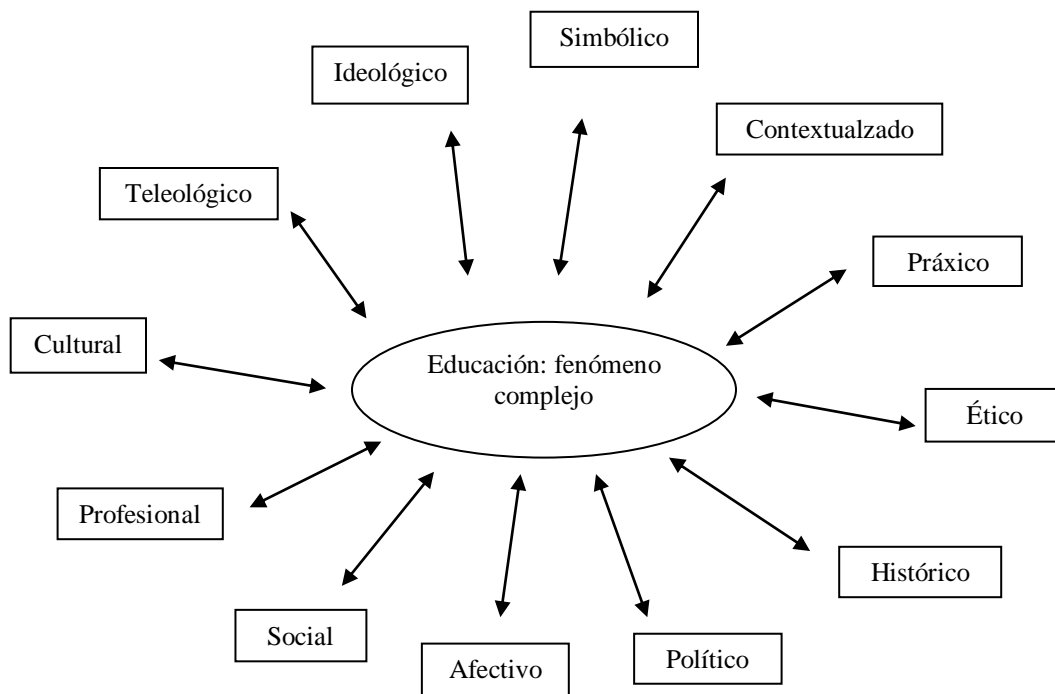 Simbólico
Ideológico
Contextualzado
Teleológico
Práxico
Cultural
Educación: fenómeno
complejo
Ético
Profesional
Histórico
Social
Afectivo
Político